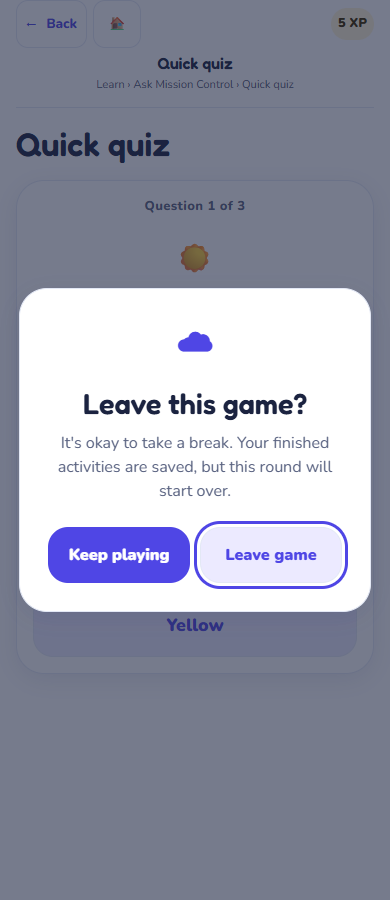 ← Back
5 XP
Quick quiz
Learn › Ask Mission Control › Quick quiz
Quick quiz
Question 1 of 3
Leave this game?
It's okay to take a break. Your finished
activities are saved, but this round will
start over.
Keep playing
Leave game
Yellow